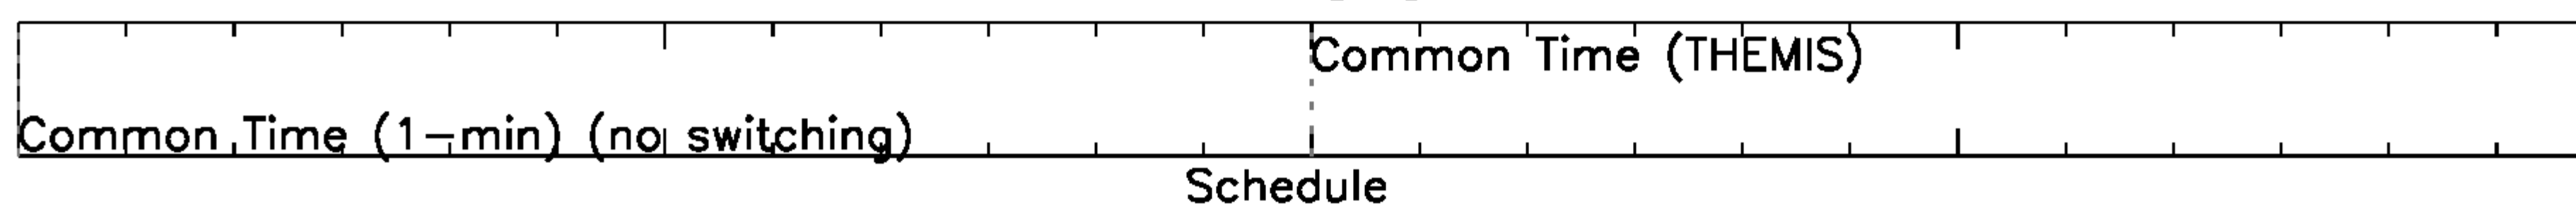 Common Time (THEMIS)
Common Time (1-min) (no switching)
Schedule